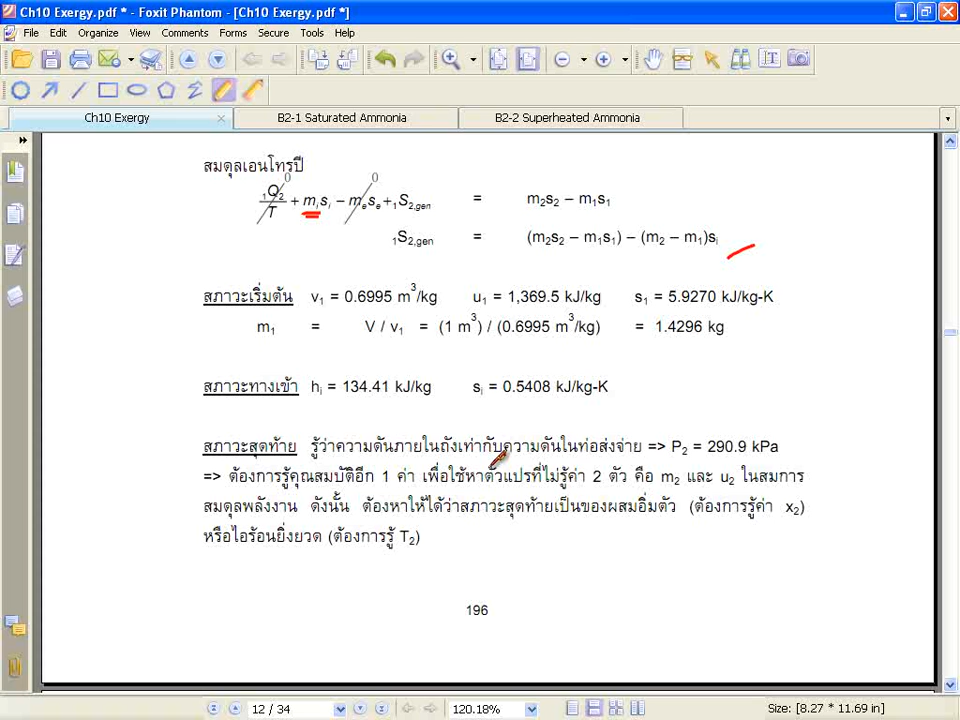 Ch10 Exergy.pdf * - Foxit Phantom - [Ch10 Exergy.pdf *]
File Edit Organize View Comments Forms Secure Tools Help
Ch10 Exergy B2-1 Saturated Ammonia B2-2 Superheated Ammonia
สมดุลเอนโทรปี
₁Q₂/T + mᵢsᵢ – mₑsₑ + ₁S₂,gen = m₂s₂ – m₁s₁
0 0
₁S₂,gen = (m₂s₂ – m₁s₁) – (m₂ – m₁)sᵢ
สภาวะเริ่มต้น v₁ = 0.6995 m³/kg u₁ = 1,369.5 kJ/kg s₁ = 5.9270 kJ/kg-K
m₁ = V / v₁ = (1 m³) / (0.6995 m³/kg) = 1.4296 kg
สภาวะทางเข้า hᵢ = 134.41 kJ/kg sᵢ = 0.5408 kJ/kg-K
สภาวะสุดท้าย รู้ว่าความดันภายในถังเท่ากับความดันในท่อส่งจ่าย => P₂ = 290.9 kPa
=> ต้องการรู้คุณสมบัติอีก 1 ค่า เพื่อใช้หาตัวแปรที่ไม่รู้ค่า 2 ตัว คือ m₂ และ u₂ ในสมการ
สมดุลพลังงาน ดังนั้น ต้องหาให้ได้ว่าสภาวะสุดท้ายเป็นของผสมอิ่มตัว (ต้องการรู้ค่า x₂)
หรือไอร้อนยิ่งยวด (ต้องการรู้ T₂)
196
12 / 34 120.18% Size: [8.27 * 11.69 in]